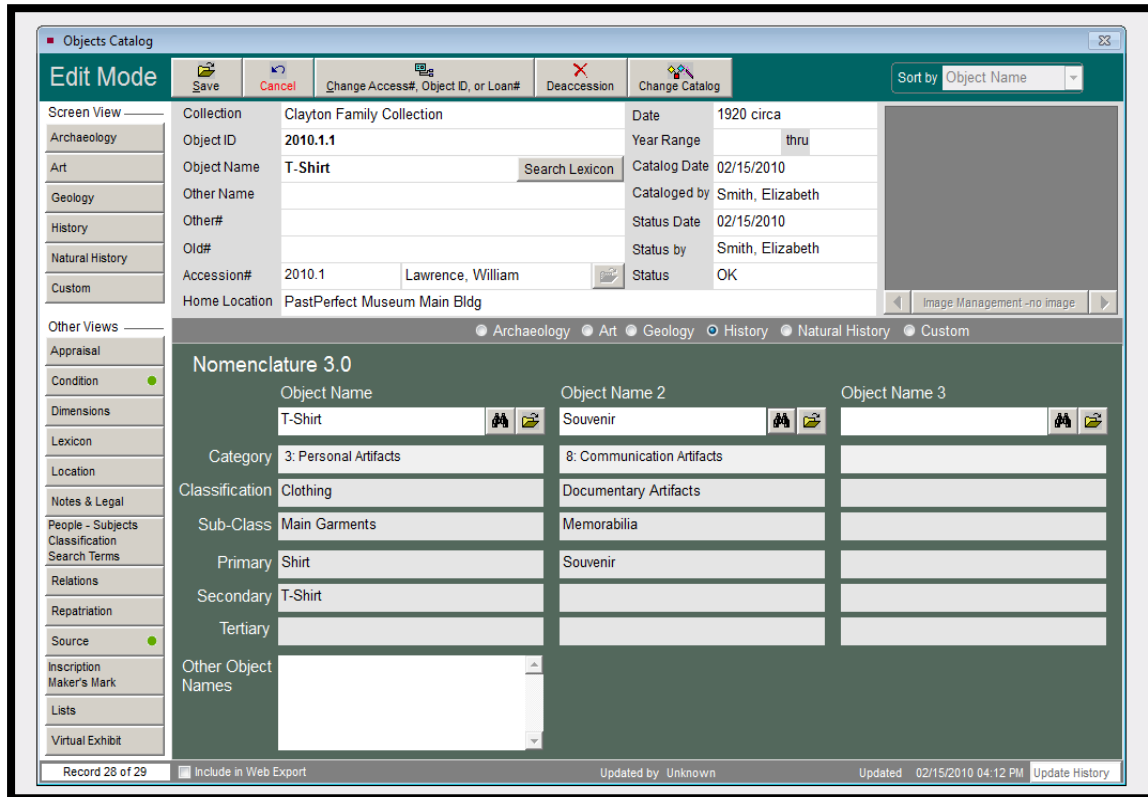 Objects Catalog
Edit Mode
Save
Cancel
Change Access#, Object ID, or Loan#
Deaccession
Change Catalog
Sort by Object Name
Screen View
Archaeology
Art
Geology
History
Natural History
Custom
Other Views
Appraisal
Condition
Dimensions
Lexicon
Location
Notes & Legal
People - Subjects
Classification
Search Terms
Relations
Repatriation
Source
Inscription
Maker's Mark
Lists
Virtual Exhibit
Record 28 of 29
Collection Clayton Family Collection
Object ID 2010.1.1
Object Name T-Shirt Search Lexicon
Other Name
Other#
Old#
Accession# 2010.1 Lawrence, William
Home Location PastPerfect Museum Main Bldg
Date 1920 circa
Year Range thru
Catalog Date 02/15/2010
Cataloged by Smith, Elizabeth
Status Date 02/15/2010
Status by Smith, Elizabeth
Status OK
Image Management -no image
Archaeology Art Geology History Natural History Custom
Nomenclature 3.0
Object Name Object Name 2 Object Name 3
T-Shirt Souvenir
Category 3: Personal Artifacts 8: Communication Artifacts
Classification Clothing Documentary Artifacts
Sub-Class Main Garments Memorabilia
Primary Shirt Souvenir
Secondary T-Shirt
Tertiary
Other Object
Names
Include in Web Export Updated by Unknown Updated 02/15/2010 04:12 PM Update History